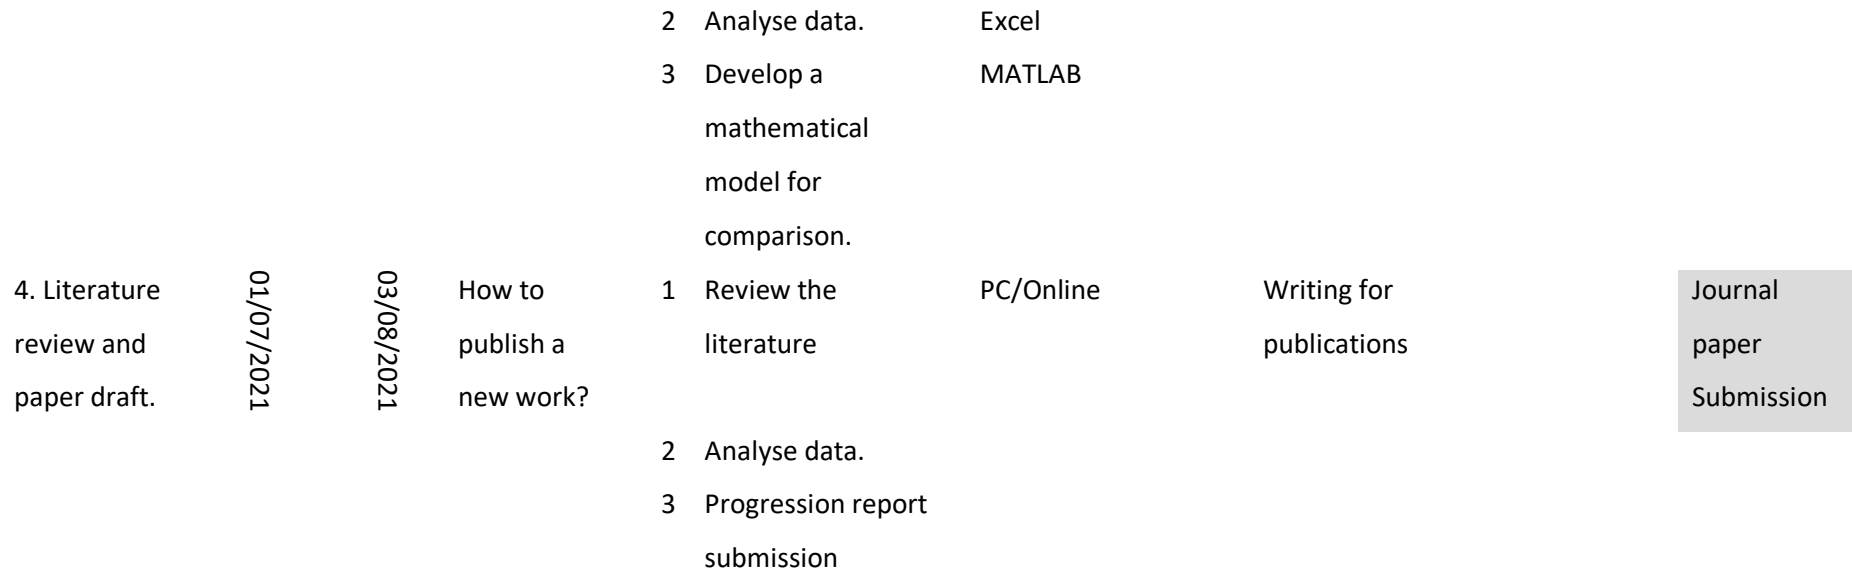 2 Analyse data. Excel
3 Develop a MATLAB
mathematical
model for
comparison.
4. Literature 01/07/2021 03/08/2021 How to 1 Review the PC/Online Writing for Journal
review and publish a literature publications paper
paper draft. new work? Submission
2 Analyse data.
3 Progression report
submission